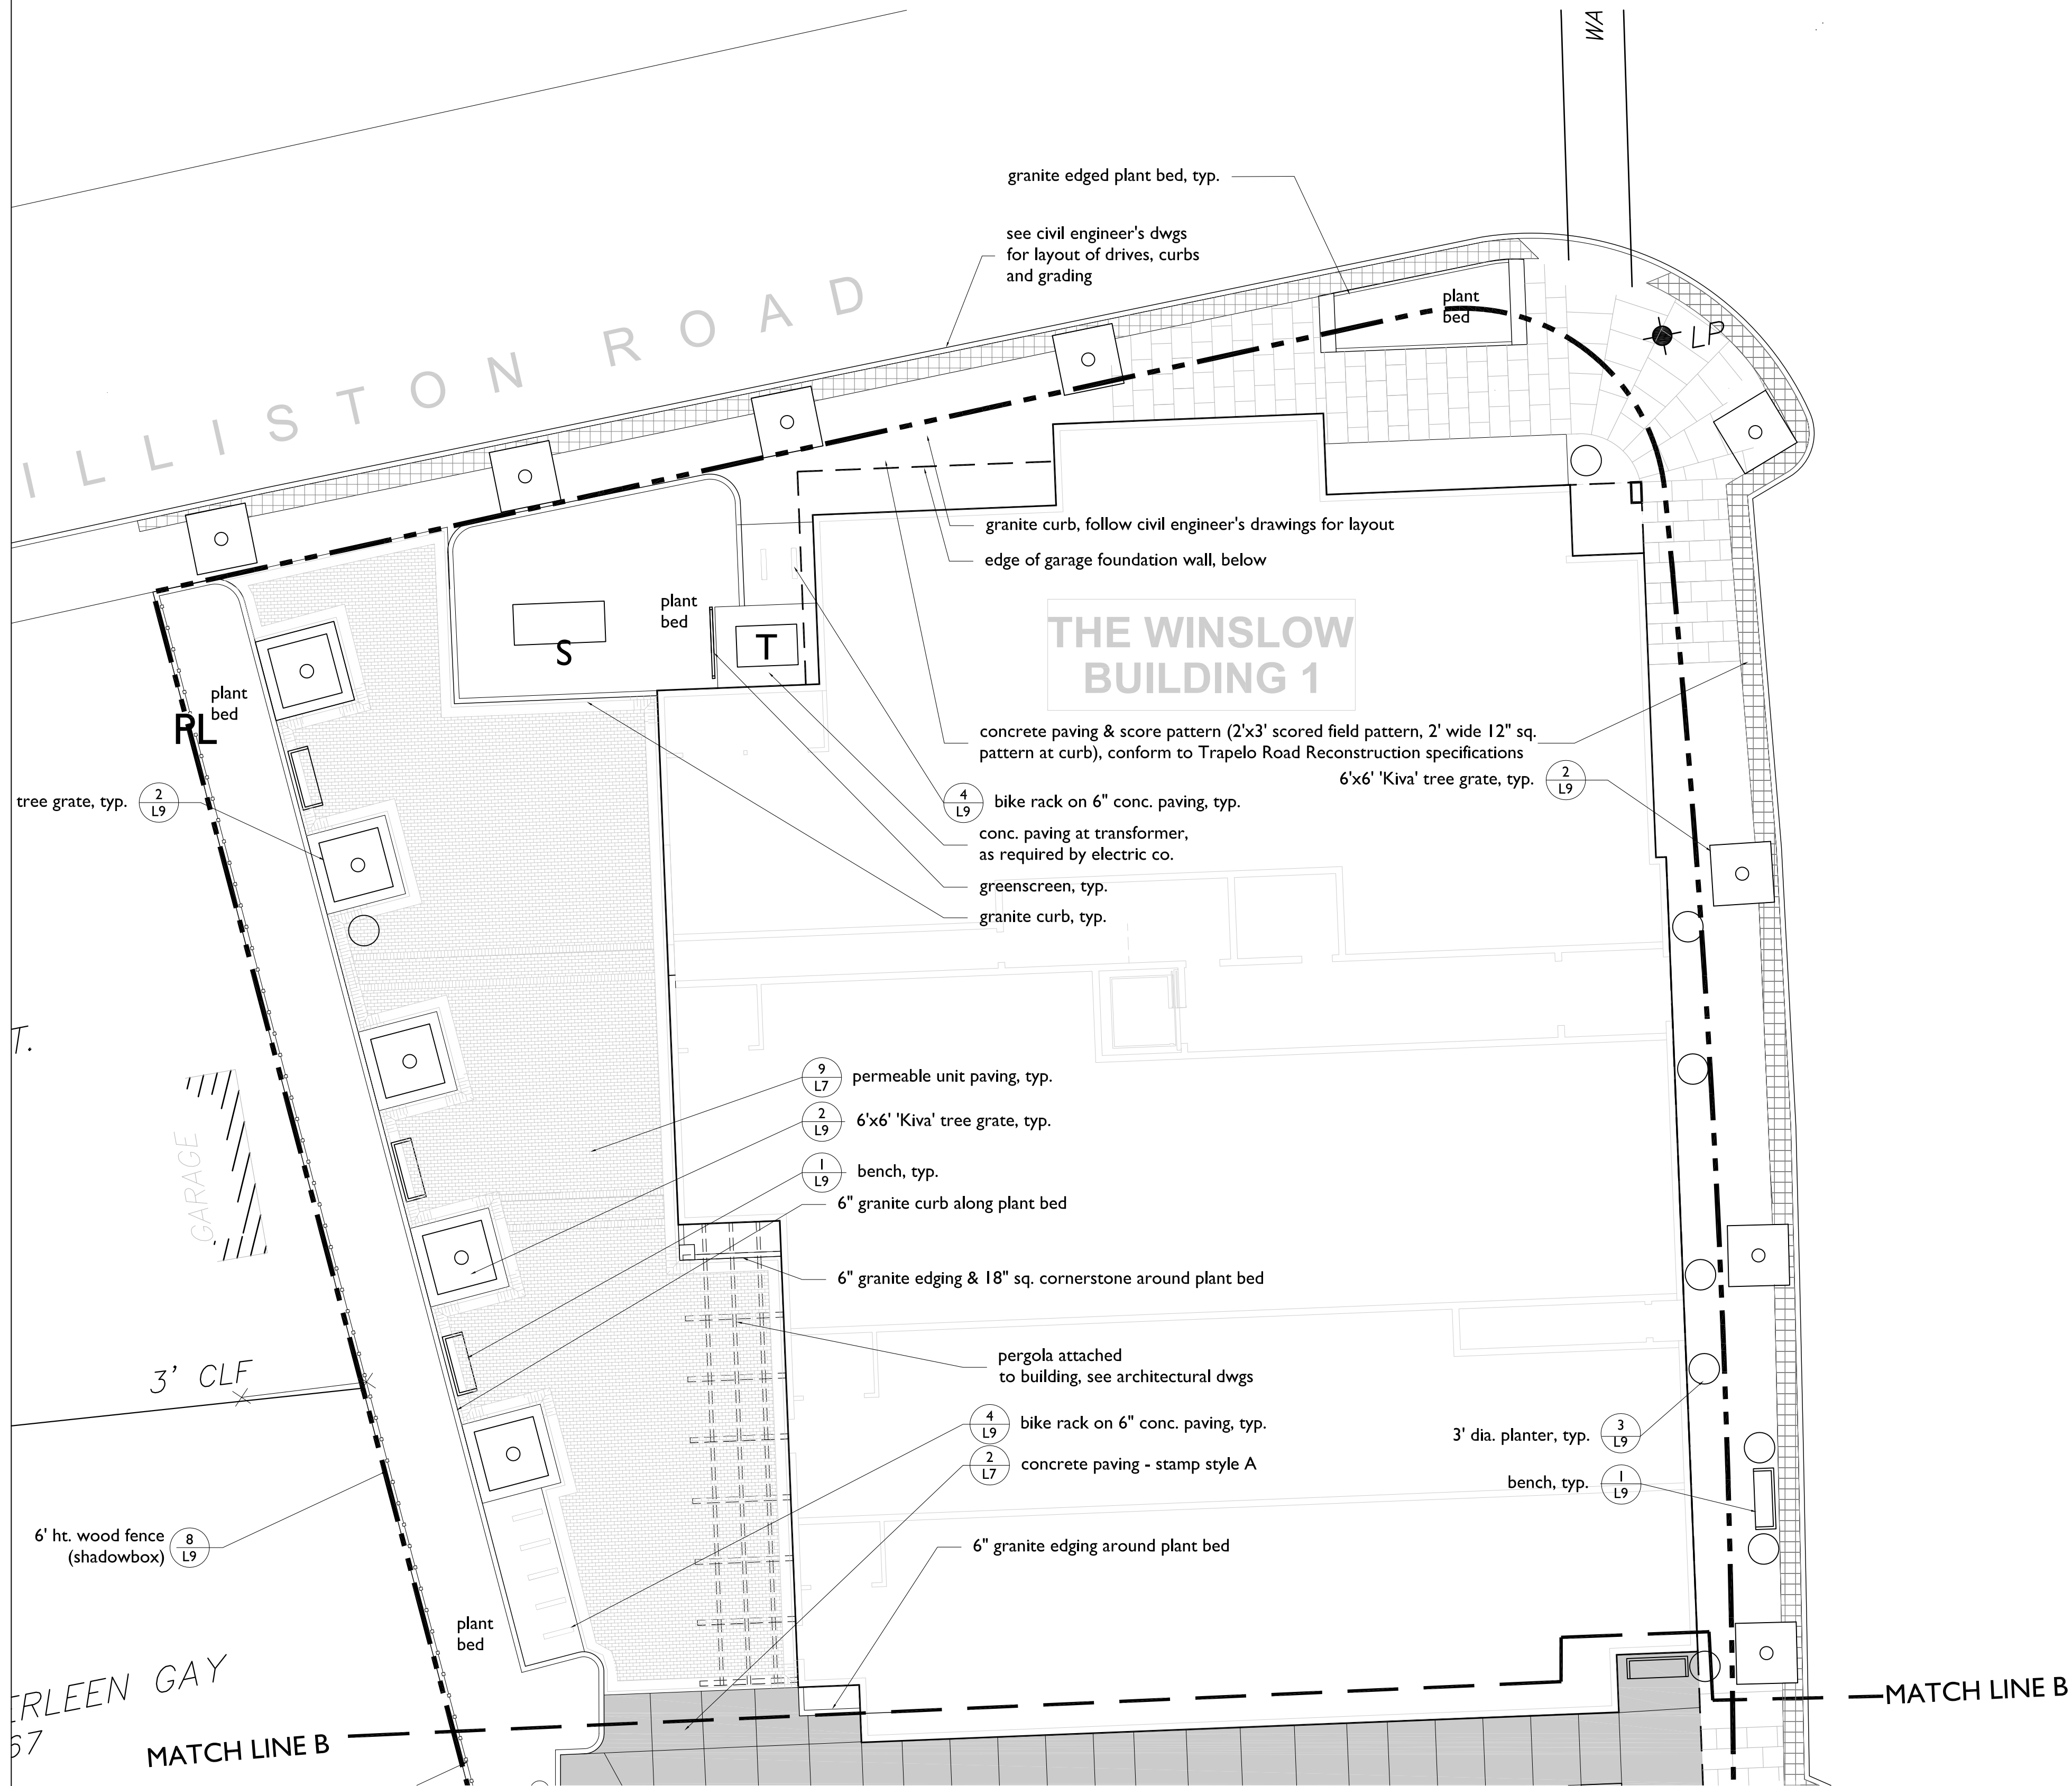 WA
granite edged plant bed, typ.
see civil engineer's dwgs
for layout of drives, curbs
and grading
plant
bed
LP
ILLISTON ROAD
granite curb, follow civil engineer's drawings for layout
edge of garage foundation wall, below
plant
bed
S
T
THE WINSLOW
BUILDING 1
plant
bed
PL
concrete paving & score pattern (2'x3' scored field pattern, 2' wide 12" sq.
pattern at curb), conform to Trapelo Road Reconstruction specifications
6'x6' 'Kiva' tree grate, typ.
2
L9
tree grate, typ.
2
L9
4
L9
bike rack on 6" conc. paving, typ.
conc. paving at transformer,
as required by electric co.
greenscreen, typ.
granite curb, typ.
T.
GARAGE
9
L7
permeable unit paving, typ.
2
L9
6'x6' 'Kiva' tree grate, typ.
1
L9
bench, typ.
6" granite curb along plant bed
6" granite edging & 18" sq. cornerstone around plant bed
3' CLF
pergola attached
to building, see architectural dwgs
4
L9
bike rack on 6" conc. paving, typ.
2
L7
concrete paving - stamp style A
3' dia. planter, typ.
3
L9
bench, typ.
1
L9
6' ht. wood fence
(shadowbox)
8
L9
6" granite edging around plant bed
plant
bed
ERLEEN GAY
67
MATCH LINE B
MATCH LINE B